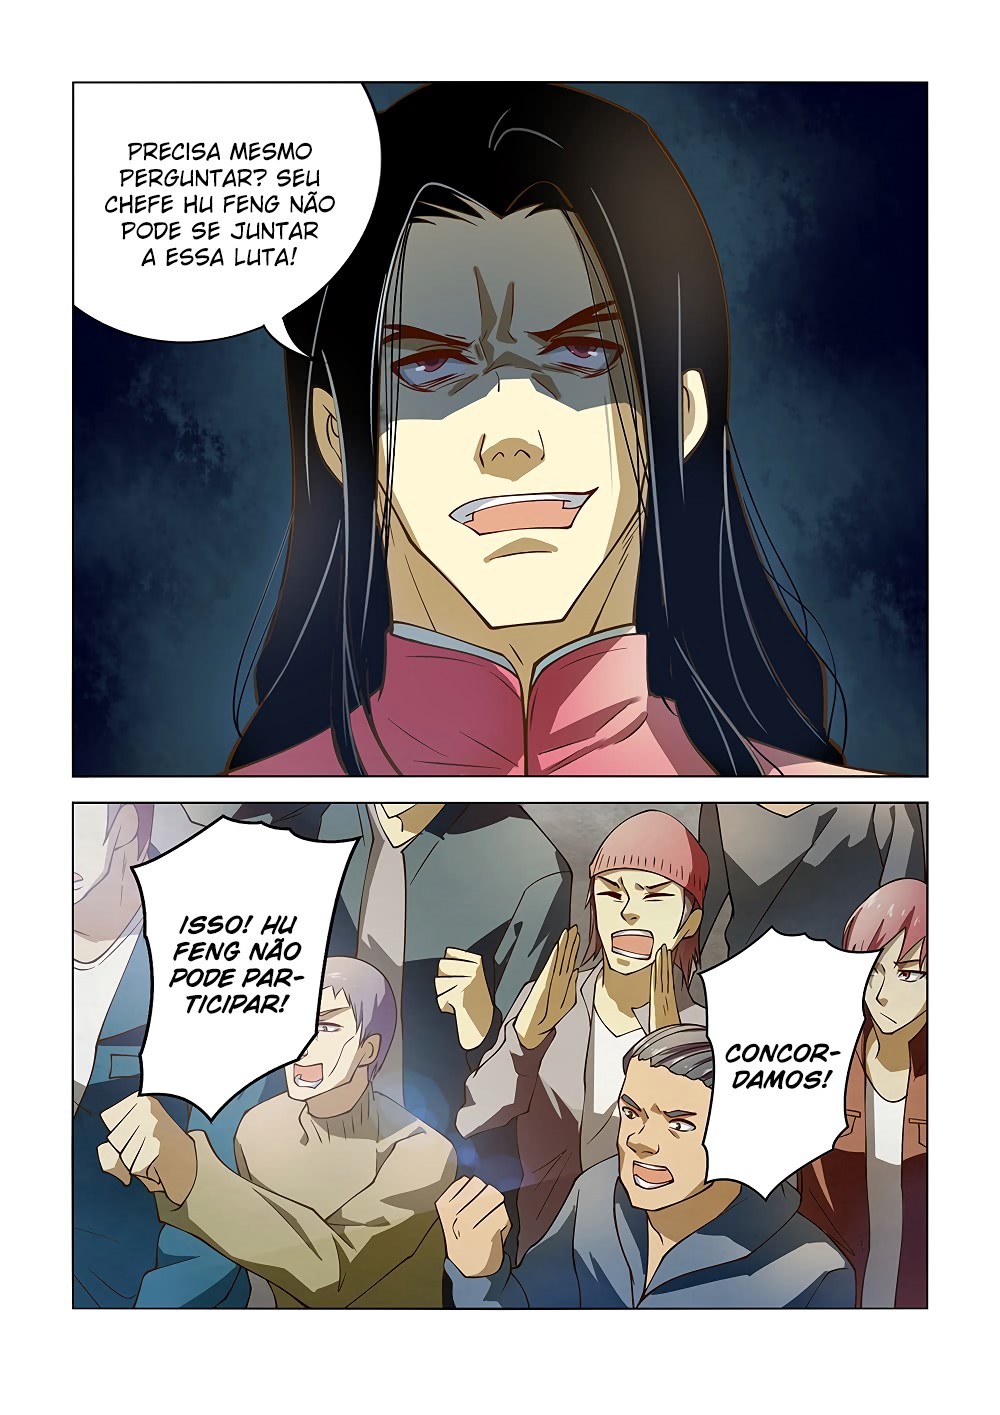 PRECISA MESMO
PERGUNTAR? SEU
CHEFE HU FENG NÃO
PODE SE JUNTAR
A ESSA LUTA!
ISSO! HU
FENG NÃO
PODE PAR-
TICIPAR!
CONCOR-
DAMOS!